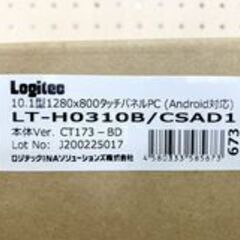 Logitec
10.1型1280x800タッチパネルPC (Android対応)
LT-H0310B/CSAD1
本体Ver. CT173-BD
Lot No: J200225017
ロジテックINAソリューションズ株式会社
4580333585673
673